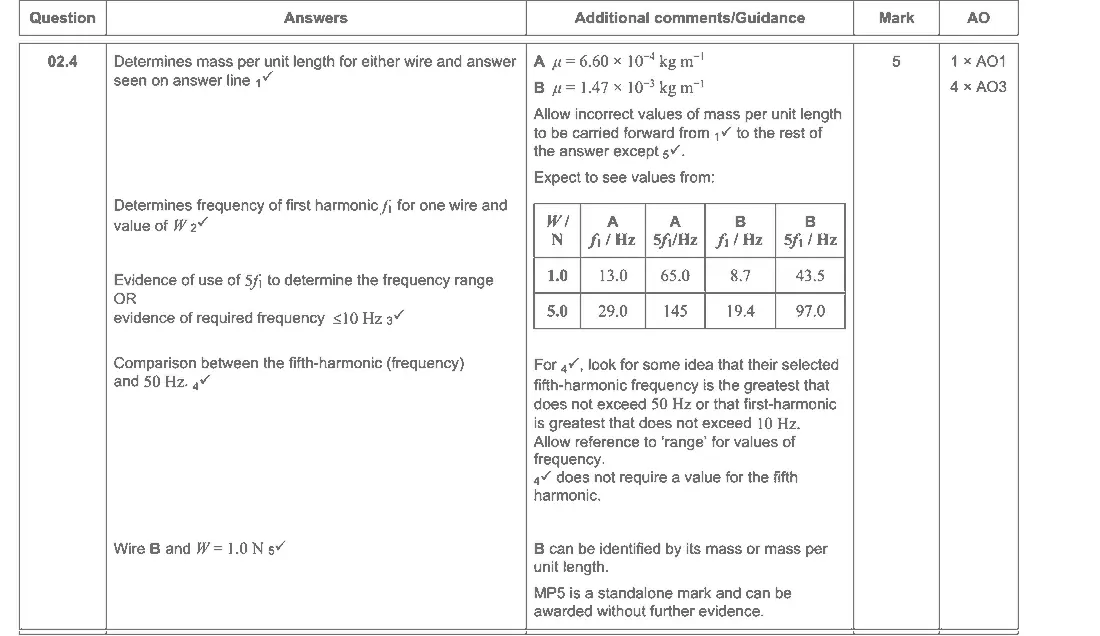 Question Answers Additional comments/Guidance Mark AO
02.4 Determines mass per unit length for either wire and answer seen on answer line ₁✓
A μ = 6.60 × 10⁻⁴ kg m⁻¹
B μ = 1.47 × 10⁻³ kg m⁻¹
5
1 × AO1
4 × AO3
Allow incorrect values of mass per unit length
to be carried forward from ₁✓ to the rest of
the answer except ₅✓.
Expect to see values from:
Determines frequency of first harmonic f₁ for one wire and
value of W ₂✓
W / N A f₁ / Hz A 5f₁/Hz B f₁ / Hz B 5f₁ / Hz
1.0 13.0 65.0 8.7 43.5
5.0 29.0 145 19.4 97.0
Evidence of use of 5f₁ to determine the frequency range
OR
evidence of required frequency ≤10 Hz ₃✓
Comparison between the fifth-harmonic (frequency)
and 50 Hz. ₄✓
For ₄✓, look for some idea that their selected
fifth-harmonic frequency is the greatest that
does not exceed 50 Hz or that first-harmonic
is greatest that does not exceed 10 Hz.
Allow reference to ‘range’ for values of
frequency.
₄✓ does not require a value for the fifth
harmonic.
Wire B and W = 1.0 N ₅✓
B can be identified by its mass or mass per
unit length.
MP5 is a standalone mark and can be
awarded without further evidence.